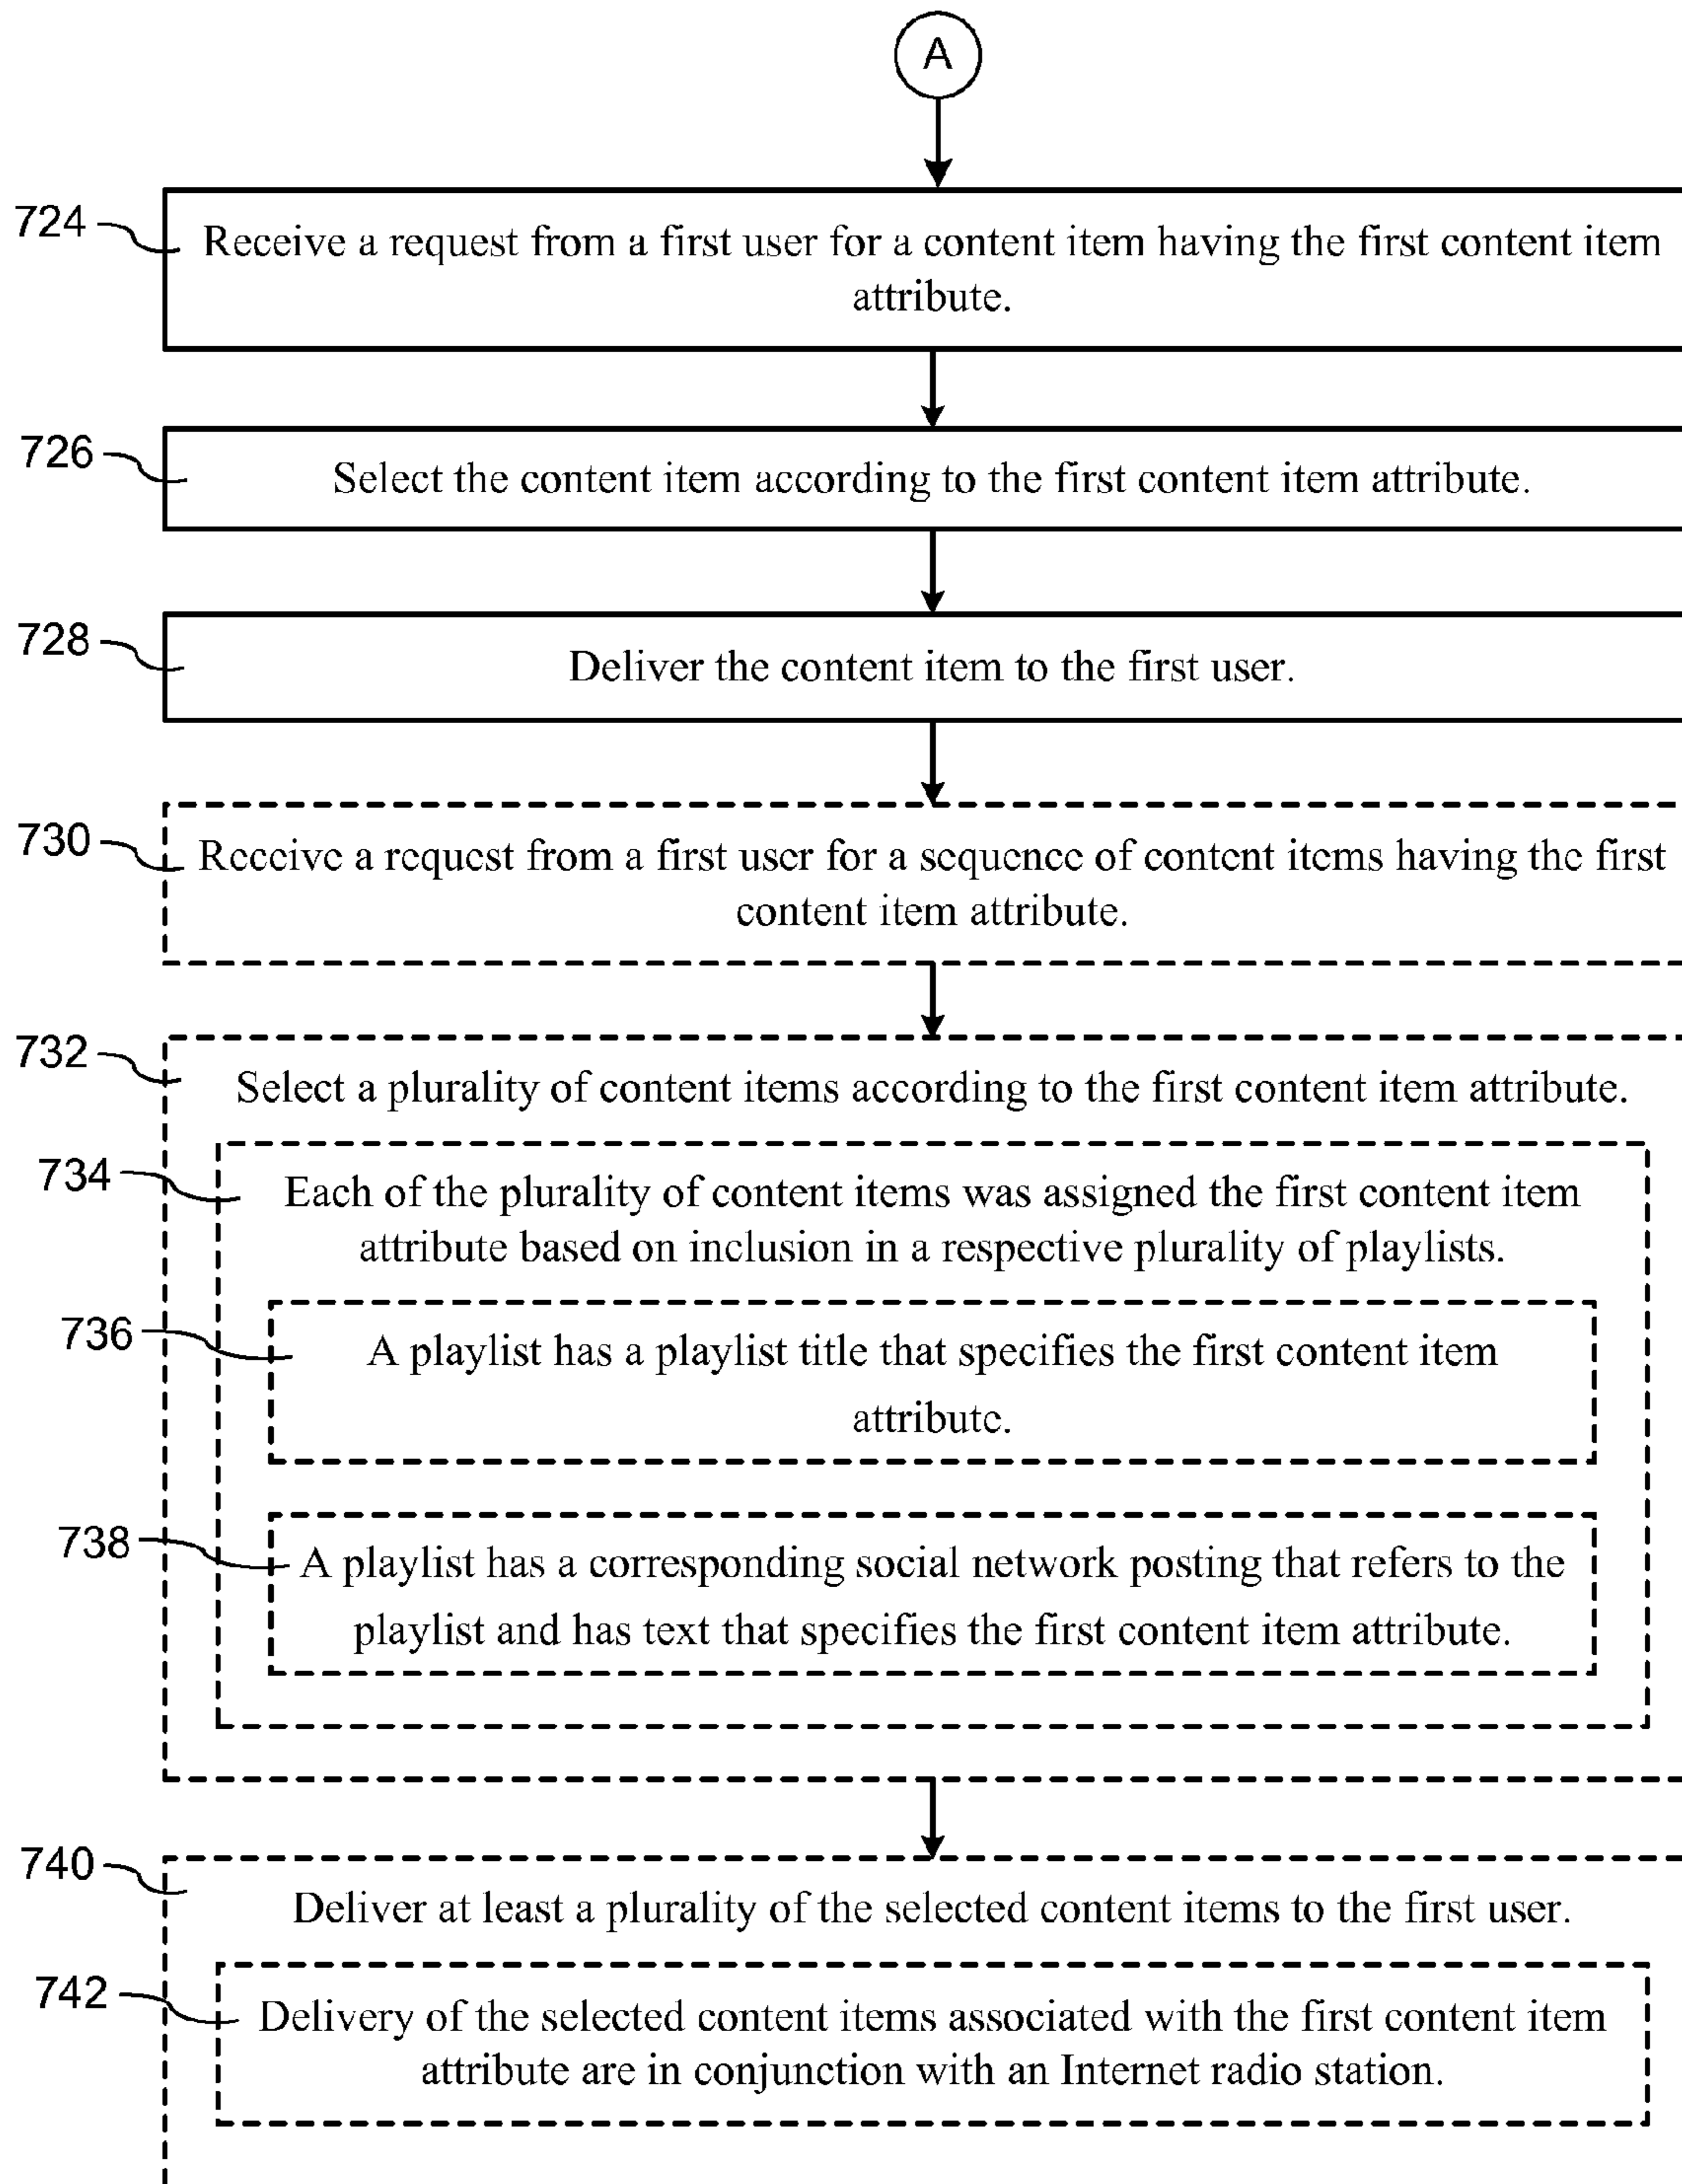 A
724
Receive a request from a first user for a content item having the first content item
attribute.
726
Select the content item according to the first content item attribute.
728
Deliver the content item to the first user.
730
Receive a request from a first user for a sequence of content items having the first
content item attribute.
732
Select a plurality of content items according to the first content item attribute.
734
Each of the plurality of content items was assigned the first content item
attribute based on inclusion in a respective plurality of playlists.
736
A playlist has a playlist title that specifies the first content item
attribute.
738
A playlist has a corresponding social network posting that refers to the
playlist and has text that specifies the first content item attribute.
740
Deliver at least a plurality of the selected content items to the first user.
742
Delivery of the selected content items associated with the first content item
attribute are in conjunction with an Internet radio station.